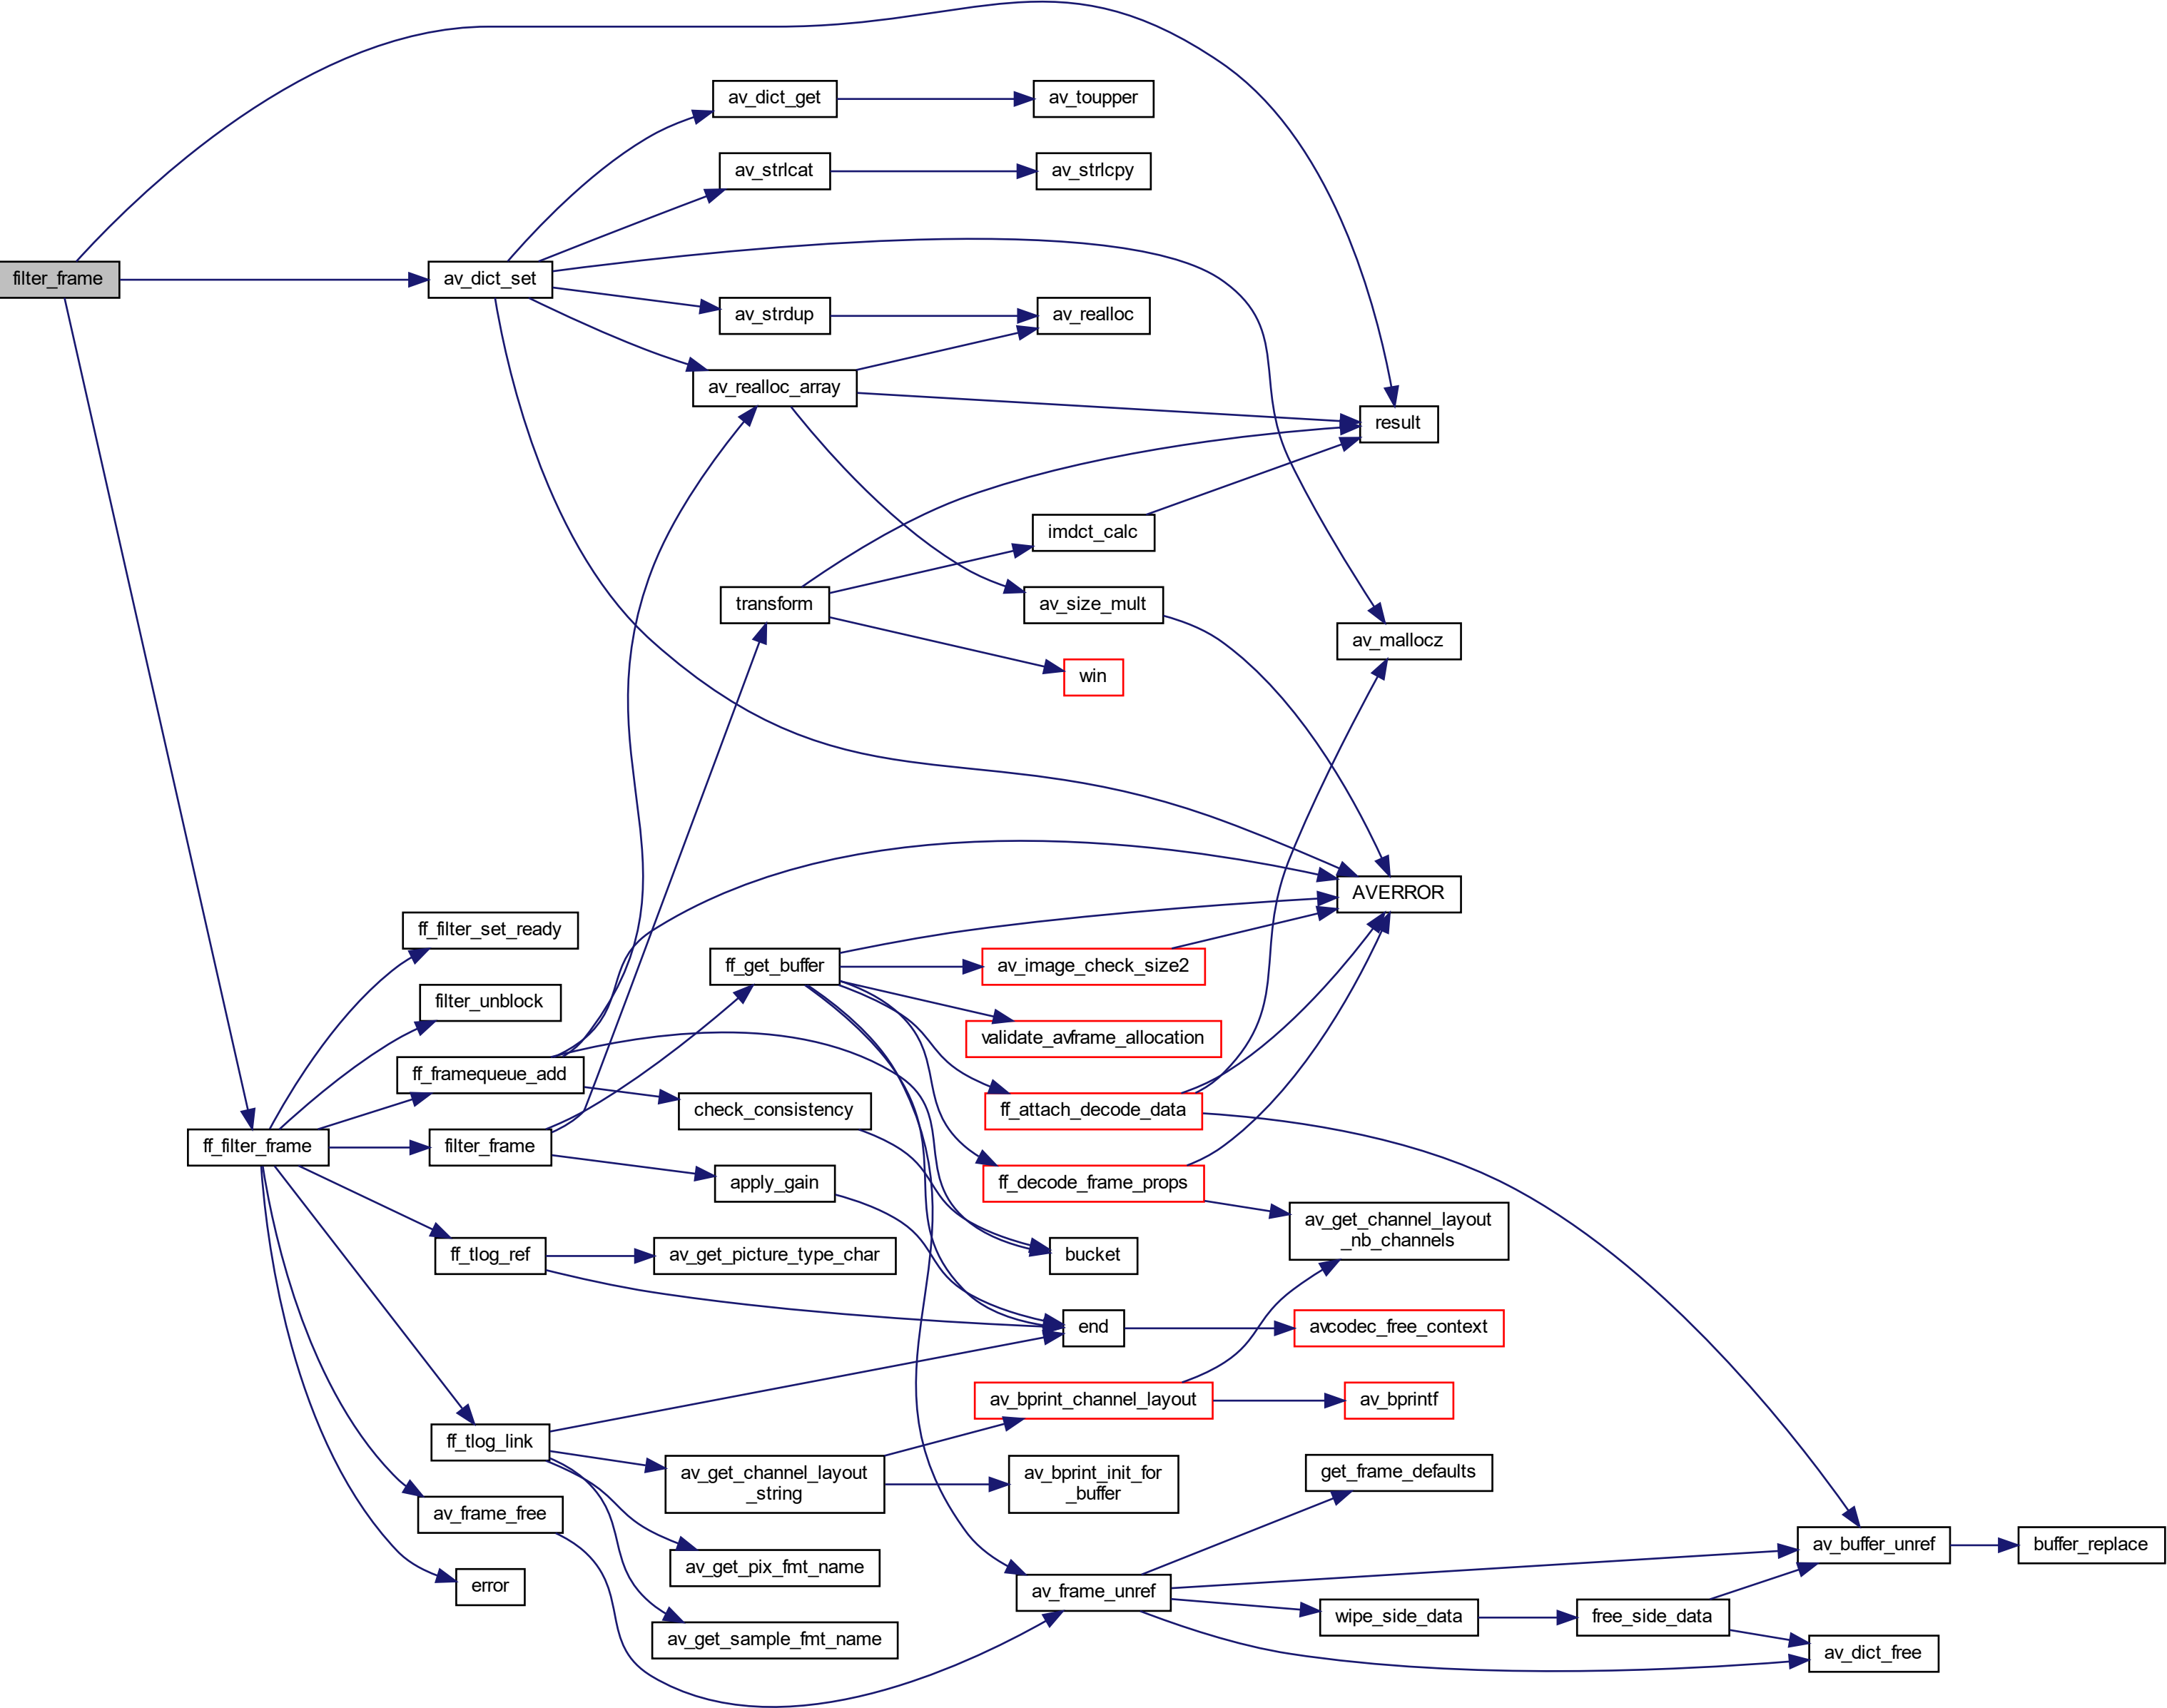 filter_frame
av_dict_set
av_dict_get
av_toupper
av_strlcat
av_strlcpy
av_strdup
av_realloc
av_realloc_array
result
imdct_calc
transform
av_size_mult
av_mallocz
win
AVERROR
ff_filter_set_ready
ff_get_buffer
av_image_check_size2
filter_unblock
validate_avframe_allocation
ff_framequeue_add
check_consistency
ff_attach_decode_data
ff_filter_frame
filter_frame
apply_gain
ff_decode_frame_props
av_get_channel_layout
_nb_channels
ff_tlog_ref
av_get_picture_type_char
bucket
end
avcodec_free_context
av_bprint_channel_layout
av_bprintf
ff_tlog_link
av_get_channel_layout
_string
av_bprint_init_for
_buffer
get_frame_defaults
av_frame_free
av_get_pix_fmt_name
error
av_frame_unref
av_buffer_unref
buffer_replace
wipe_side_data
free_side_data
av_get_sample_fmt_name
av_dict_free